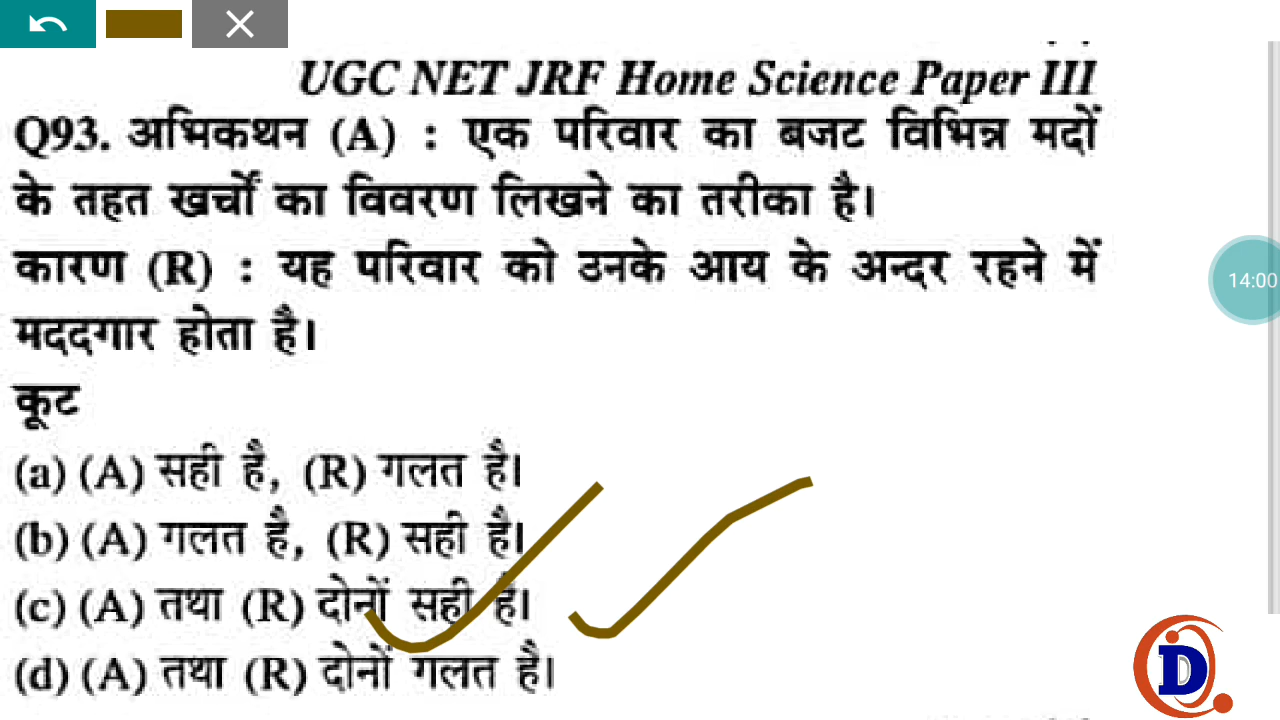 UGC NET JRF Home Science Paper III
Q93. अभिकथन (A) : एक परिवार का बजट विभिन्न मदों
के तहत खर्चों का विवरण लिखने का तरीका है।
कारण (R) : यह परिवार को उनके आय के अन्दर रहने में
14:00
मददगार होता है।
कूट
(a) (A) सही है, (R) गलत है।
(b) (A) गलत है, (R) सही है।
(c) (A) तथा (R) दोनों सही हैं।
(d) (A) तथा (R) दोनों गलत है।
D